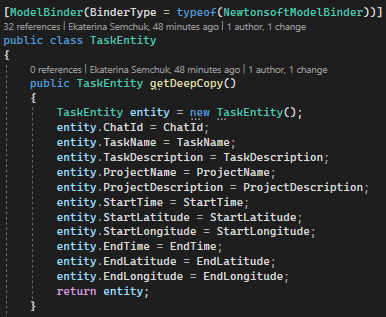 [ModelBinder(BinderType = typeof(NewtonsoftModelBinder))]
32 references | Ekaterina Semchuk, 48 minutes ago | 1 author, 1 change
public class TaskEntity
{
0 references | Ekaterina Semchuk, 48 minutes ago | 1 author, 1 change
public TaskEntity getDeepCopy()
{
TaskEntity entity = new TaskEntity();
entity.ChatId = ChatId;
entity.TaskName = TaskName;
entity.TaskDescription = TaskDescription;
entity.ProjectName = ProjectName;
entity.ProjectDescription = ProjectDescription;
entity.StartTime = StartTime;
entity.StartLatitude = StartLatitude;
entity.StartLongitude = StartLongitude;
entity.EndTime = EndTime;
entity.EndLatitude = EndLatitude;
entity.EndLongitude = EndLongitude;
return entity;
}